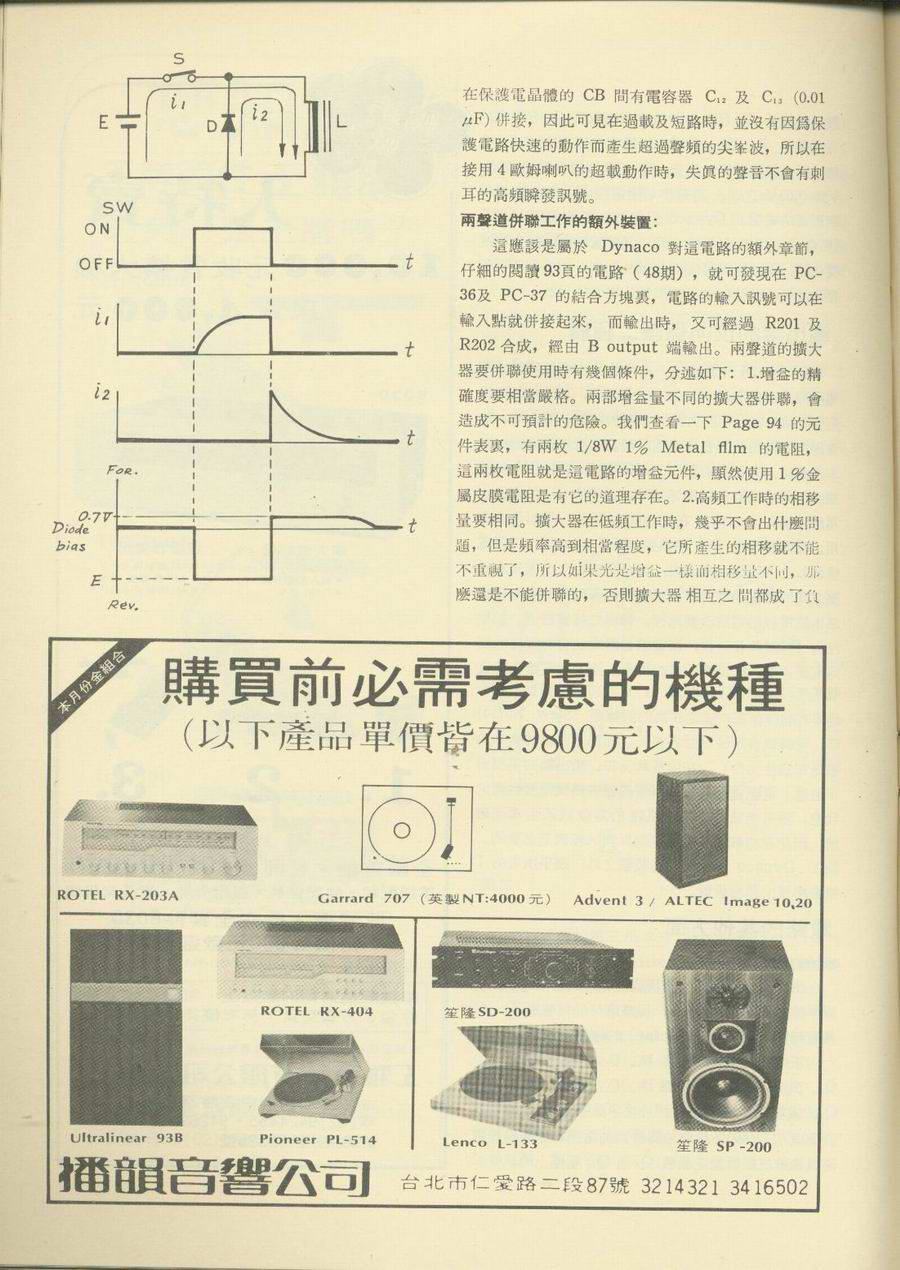 S
i₁
i₂
E
D
L
SW
ON
OFF
t
i₁
t
i₂
t
For.
0.7V
Diode
bias
t
E
Rev.
在保護電晶體的 CB 間有電容器 C₁₂ 及 C₁₃ (0.01
μF) 併接，因此可見在過載及短路時，並沒有因爲保
護電路快速的動作而產生超過聲頻的尖峯波，所以在
接用 4 歐姆喇叭的超載動作時，失眞的聲音不會有刺
耳的高頻瞬發訊號。
兩聲道併聯工作的額外裝置：
這應該是屬於 Dynaco 對這電路的額外章節，
仔細的閱讀93頁的電路（48期），就可發現在 PC-
36及 PC-37 的結合方塊裏，電路的輸入訊號可以在
輸入點就併接起來，而輸出時，又可經過 R201 及
R202 合成，經由 B output 端輸出。兩聲道的擴大
器要併聯使用時有幾個條件，分述如下：1.增益的精
確度要相當嚴格。兩部增益量不同的擴大器併聯，會
造成不可預計的危險。我們查看一下 Page 94 的元
件表裏，有兩枚 1/8W 1% Metal film 的電阻，
這兩枚電阻就是這電路的增益元件，顯然使用1%金
屬皮膜電阻是有它的道理存在。2.高頻工作時的相移
量要相同。擴大器在低頻工作時，幾乎不會出什麼問
題，但是頻率高到相當程度，它所產生的相移就不能
不重視了，所以如果光是增益一樣而相移量不同，那
麼還是不能併聯的，否則擴大器相互之間都成了負
本月份金組合
購買前必需考慮的機種
(以下產品單價皆在9800元以下)
ROTEL RX-203A
Garrard 707 (英製NT:4000元)
Advent 3 / ALTEC Image 10,20
Ultralinear 93B
ROTEL RX-404
Pioneer PL-514
笙隆SD-200
Lenco L-133
笙隆 SP-200
播韻音響公司
台北市仁愛路二段87號 3214321 3416502